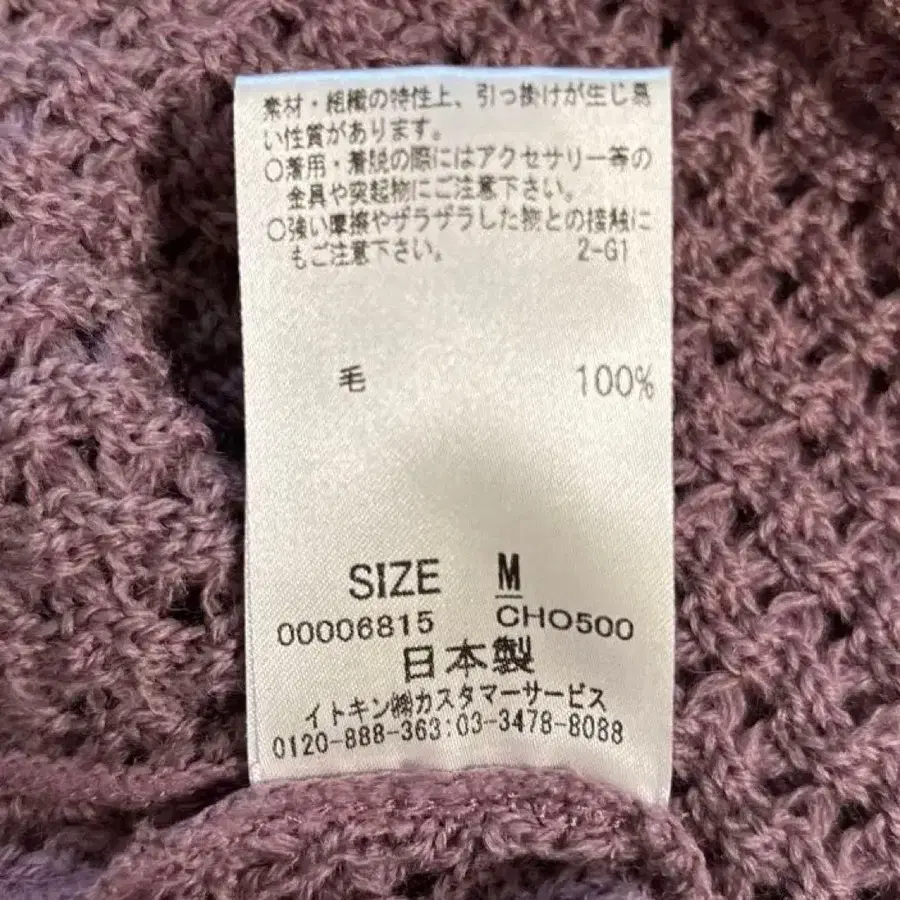 素材・組織の特性上、引っ掛けが生じ易
い性質があります。
○着用・着脱の際にはアクセサリー等の
金具や突起物にご注意下さい。
○強い摩擦やザラザラした物との接触に
もご注意下さい。 2-G1
毛 100%
SIZE M
00006815 CHO500
日本製
イトキン㈱カスタマーサービス
0120-888-363:03-3478-8088